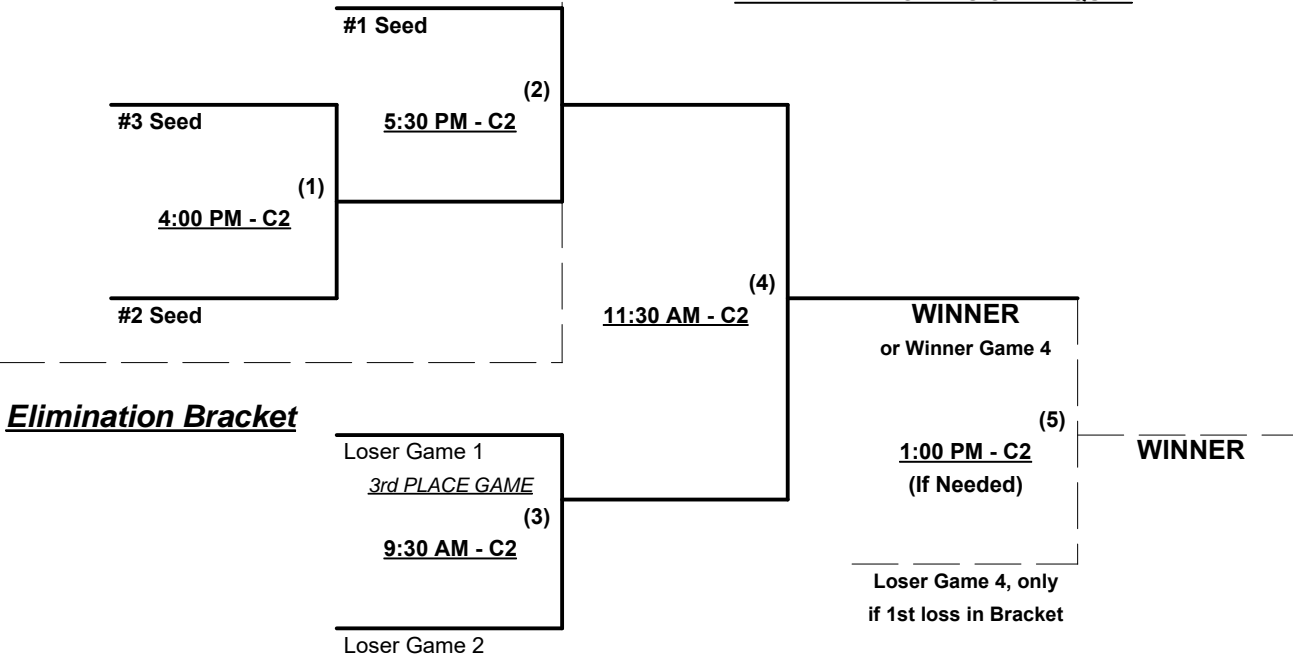 #1 Seed
(2)
#3 Seed
5:30 PM - C2
(1)
4:00 PM - C2
(4)
#2 Seed
11:30 AM - C2
WINNER
or Winner Game 4
Elimination Bracket
(5)
Loser Game 1
1:00 PM - C2
WINNER
3rd PLACE GAME
(If Needed)
(3)
9:30 AM - C2
Loser Game 4, only
if 1st loss in Bracket
Loser Game 2